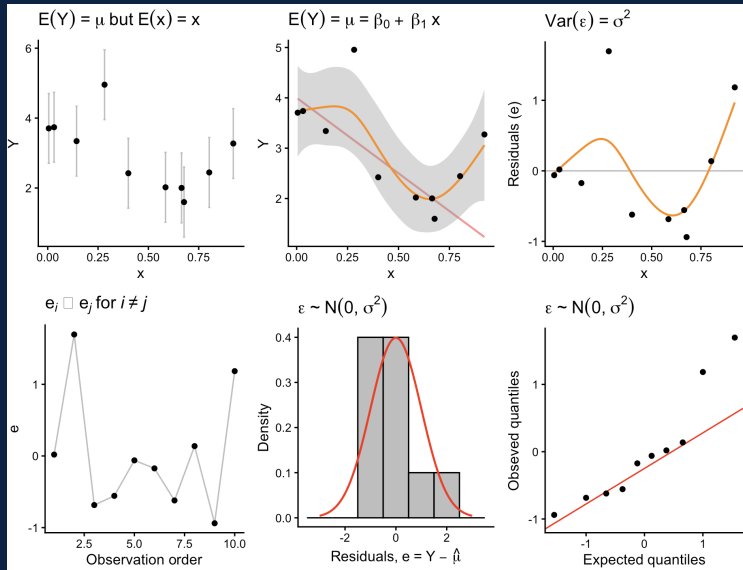 E(Y) = μ but E(x) = x
Y
6
4
2
0.00 0.25 0.50 0.75
x
E(Y) = μ = β₀ + β₁ x
Y
5
4
3
2
0.00 0.25 0.50 0.75
x
Var(ε) = σ²
Residuals (e)
1
0
-1
0.00 0.25 0.50 0.75
x
eᵢ □ eⱼ for i ≠ j
e
1
0
-1
2.5 5.0 7.5 10.0
Observation order
ε ~ N(0, σ²)
Density
0.4
0.3
0.2
0.1
0.0
-2 0 2
Residuals, e = Y − μ̂
ε ~ N(0, σ²)
Obseved quantiles
1
0
-1
-1 0 1
Expected quantiles